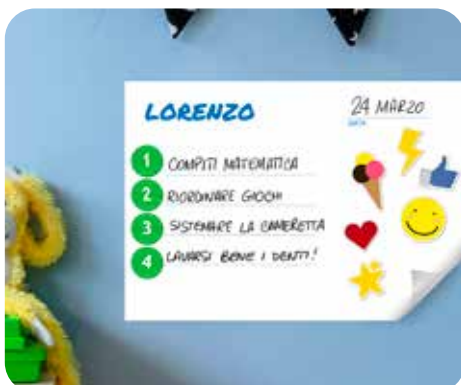 LORENZO
24 MARZO
1 COMPITI MATEMATICA
2 RIORDINARE GIOCHI
3 SISTEMARE LA CAMERETTA
4 LAVARSI BENE I DENTI!